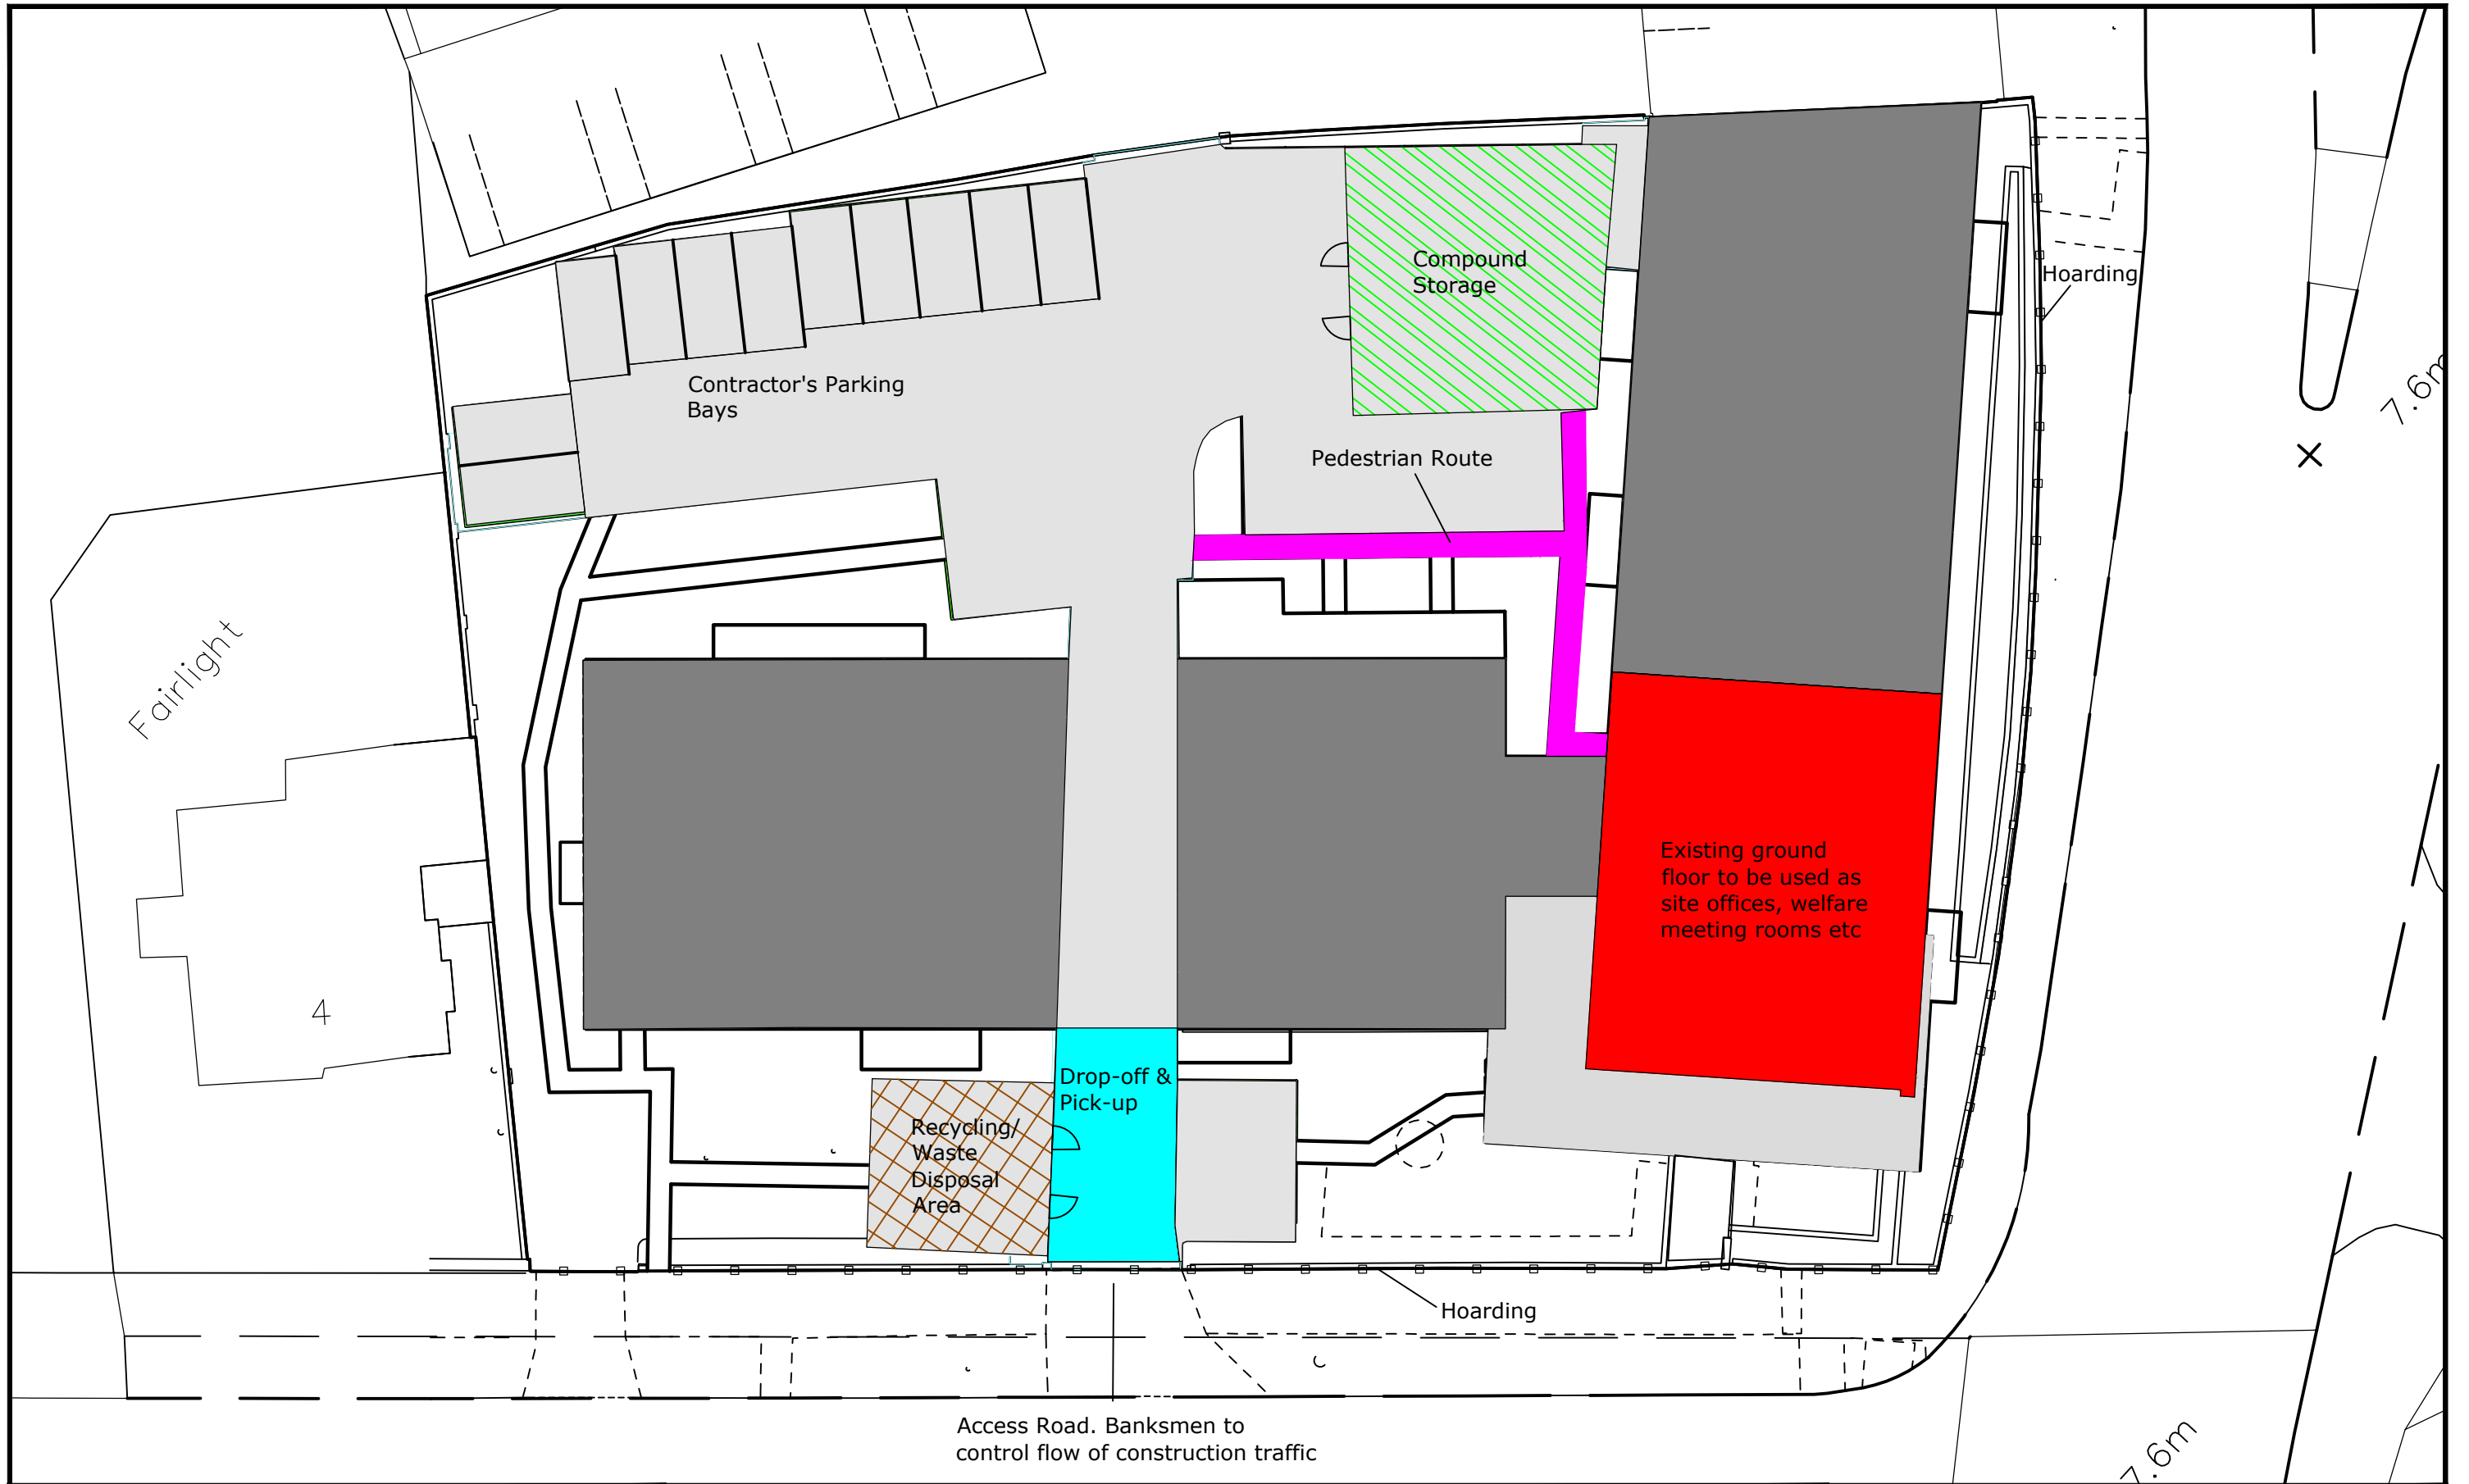 Compound
Storage
Hoarding
7.6m
Contractor's Parking
Bays
Pedestrian Route
Fairlight
Existing ground
floor to be used as
site offices, welfare
meeting rooms etc
4
Drop-off &
Pick-up
Recycling/
Waste
Disposal
Area
Hoarding
Access Road. Banksmen to
control flow of construction traffic
7.6m